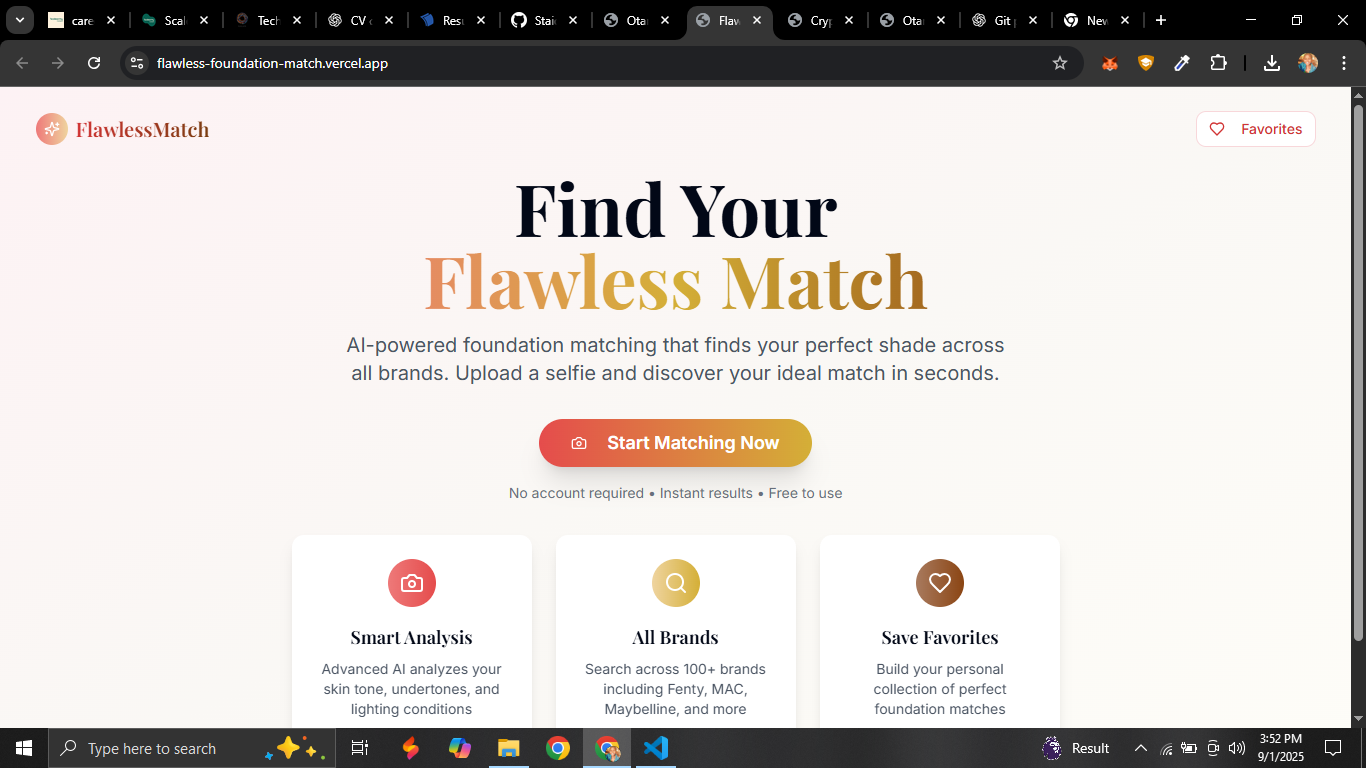 care
Scal
Tech
CV c
Resu
Stai
Ota
Flaw
Cryp
Ota
Git p
New
flawless-foundation-match.vercel.app
FlawlessMatch
Favorites
Find Your
Flawless Match
AI-powered foundation matching that finds your perfect shade across
all brands. Upload a selfie and discover your ideal match in seconds.
Start Matching Now
No account required • Instant results • Free to use
Smart Analysis
Advanced AI analyzes your
skin tone, undertones, and
lighting conditions
All Brands
Search across 100+ brands
including Fenty, MAC,
Maybelline, and more
Save Favorites
Build your personal
collection of perfect
foundation matches
Type here to search
Result
3:52 PM
9/1/2025